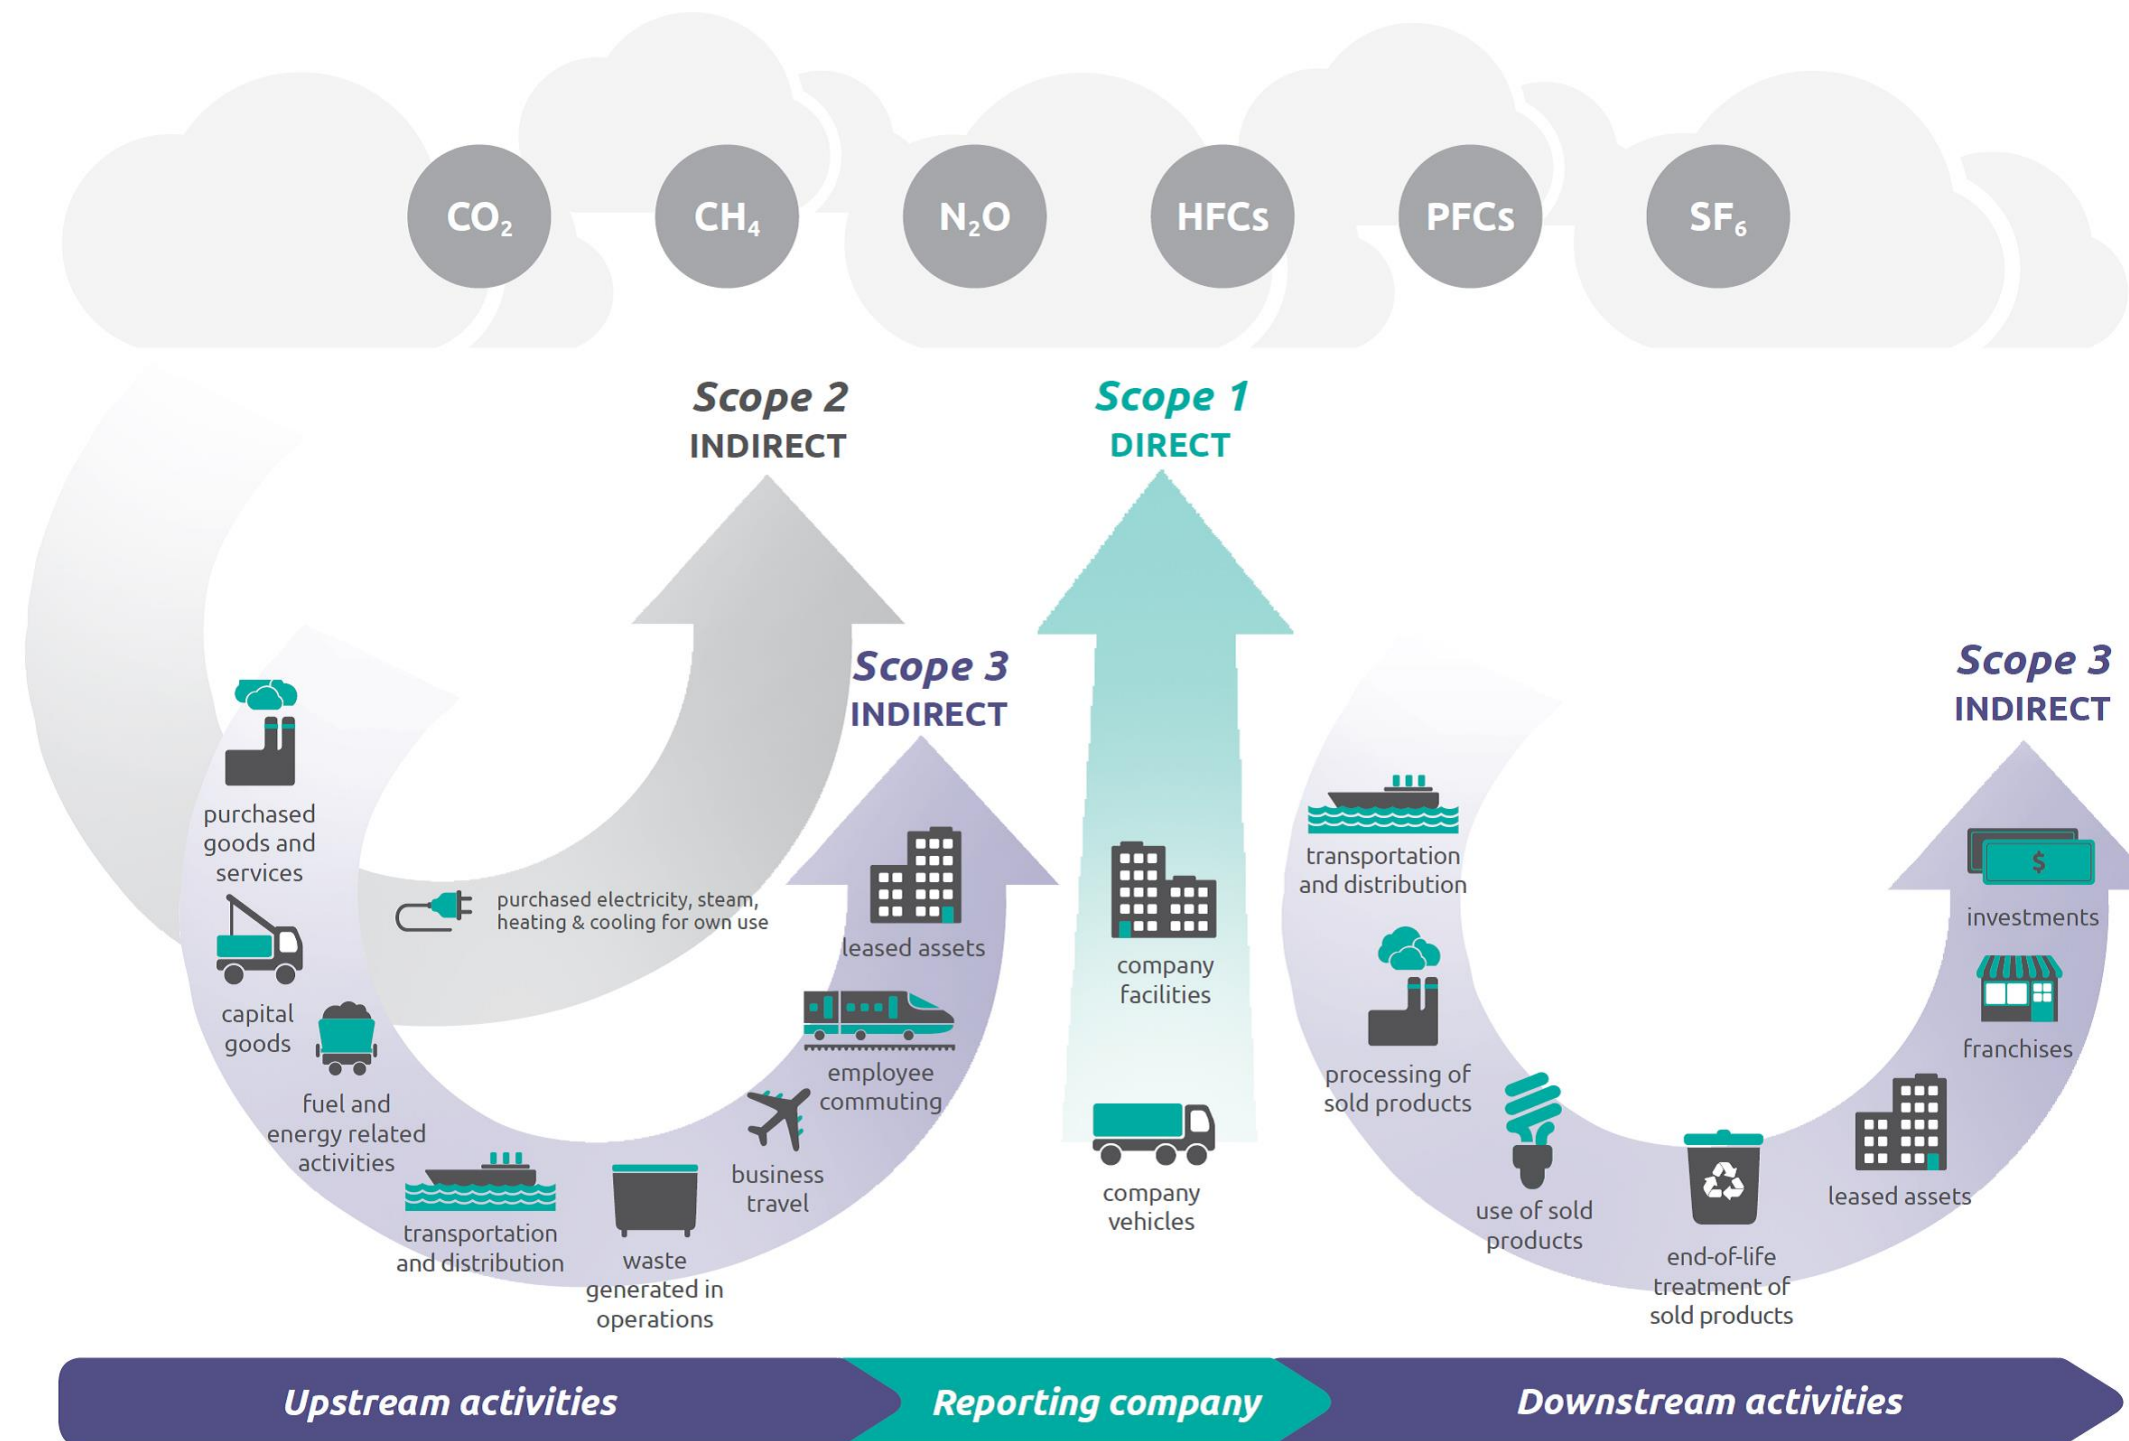 CO₂
CH₄
N₂O
HFCs
PFCs
SF₆
Scope 2
INDIRECT
Scope 1
DIRECT
Scope 3
INDIRECT
Scope 3
INDIRECT
purchased
goods and
services
capital
goods
fuel and
energy related
activities
transportation
and distribution
waste
generated in
operations
business
travel
employee
commuting
leased assets
purchased electricity, steam,
heating & cooling for own use
company
facilities
company
vehicles
transportation
and distribution
processing of
sold products
use of sold
products
end-of-life
treatment of
sold products
leased assets
franchises
investments
$
Upstream activities
Reporting company
Downstream activities